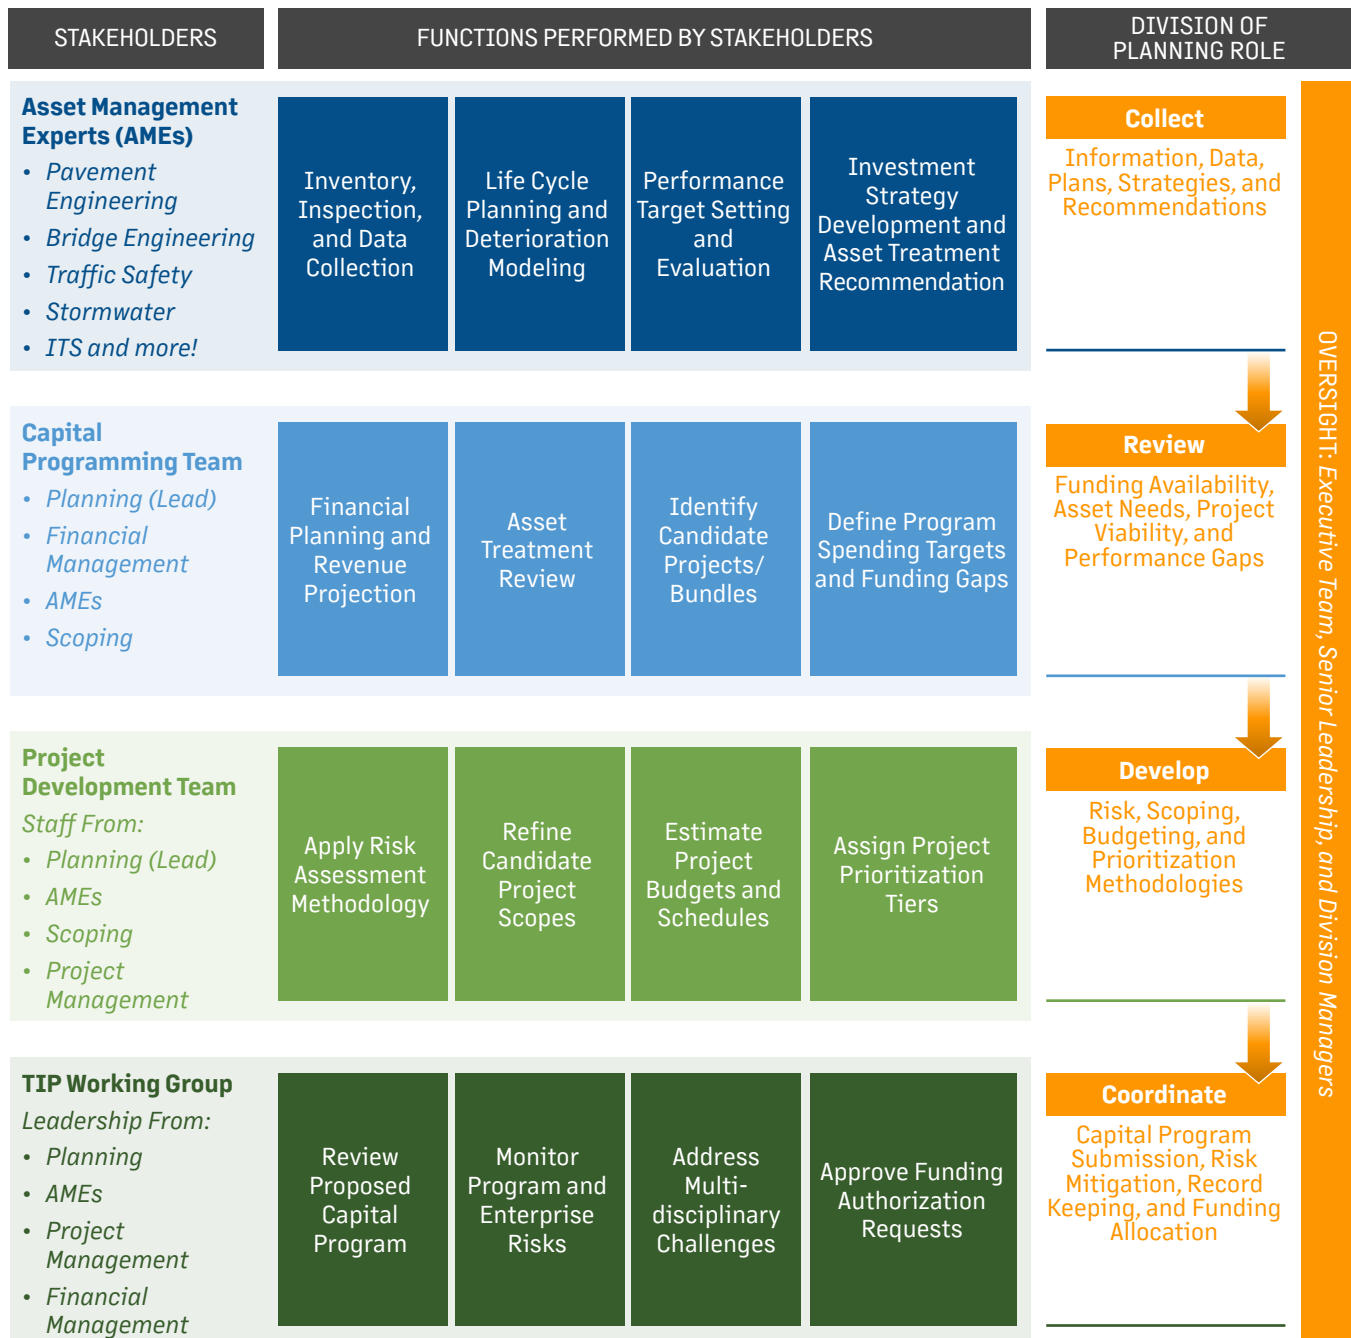 STAKEHOLDERS
FUNCTIONS PERFORMED BY STAKEHOLDERS
DIVISION OF
PLANNING ROLE
Asset Management
Experts (AMEs)
• Pavement
Engineering
• Bridge Engineering
• Traffic Safety
• Stormwater
• ITS and more!
Inventory,
Inspection,
and Data
Collection
Life Cycle
Planning and
Deterioration
Modeling
Performance
Target Setting
and
Evaluation
Investment
Strategy
Development and
Asset Treatment
Recommendation
Collect
Information, Data,
Plans, Strategies, and
Recommendations
Capital
Programming Team
• Planning (Lead)
• Financial
Management
• AMEs
• Scoping
Financial
Planning and
Revenue
Projection
Asset
Treatment
Review
Identify
Candidate
Projects/
Bundles
Define Program
Spending Targets
and Funding Gaps
Review
Funding Availability,
Asset Needs, Project
Viability, and
Performance Gaps
Project
Development Team
Staff From:
• Planning (Lead)
• AMEs
• Scoping
• Project
Management
Apply Risk
Assessment
Methodology
Refine
Candidate
Project
Scopes
Estimate
Project
Budgets and
Schedules
Assign Project
Prioritization
Tiers
Develop
Risk, Scoping,
Budgeting, and
Prioritization
Methodologies
TIP Working Group
Leadership From:
• Planning
• AMEs
• Project
Management
• Financial
Management
Review
Proposed
Capital
Program
Monitor
Program and
Enterprise
Risks
Address
Multi-
disciplinary
Challenges
Approve Funding
Authorization
Requests
Coordinate
Capital Program
Submission, Risk
Mitigation, Record
Keeping, and Funding
Allocation
OVERSIGHT: Executive Team, Senior Leadership, and Division Managers